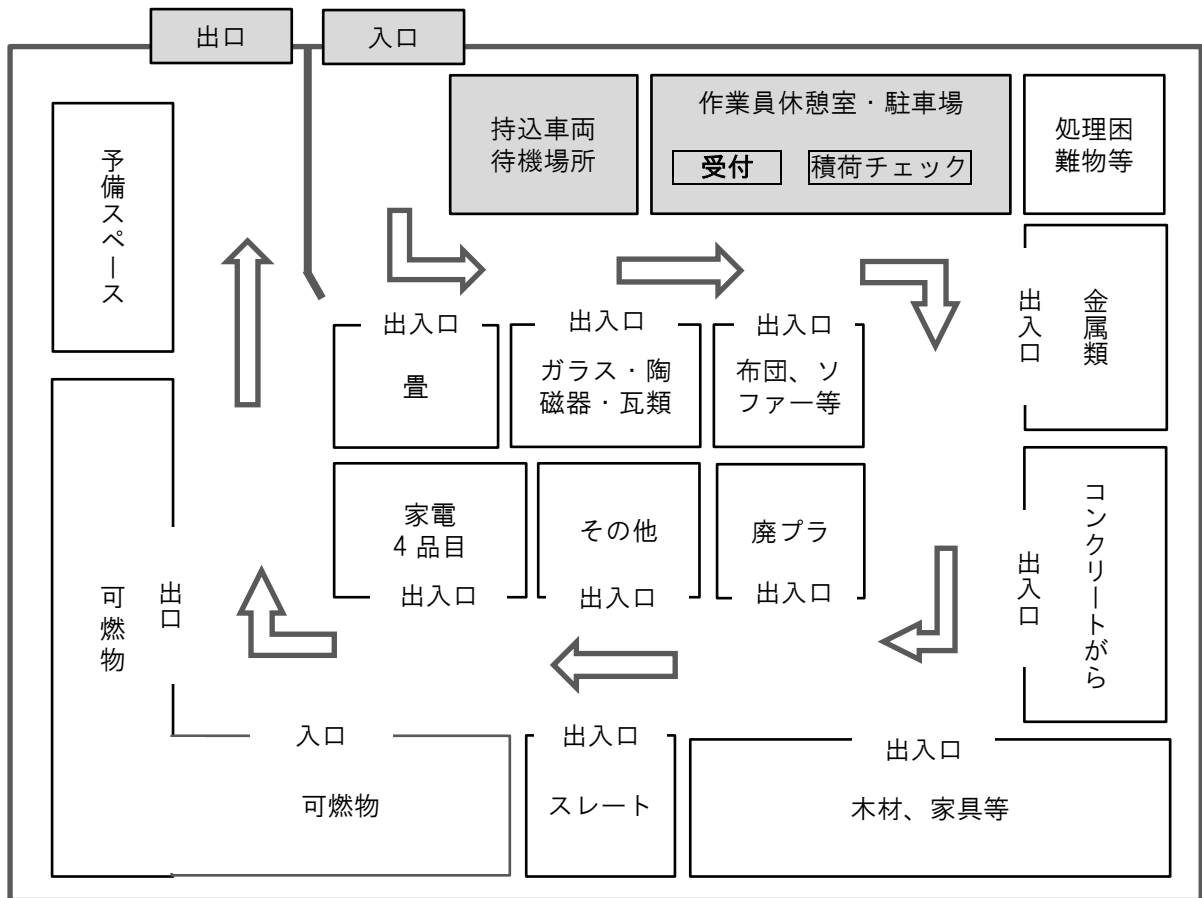 出口
入口
持込車両
待機場所
作業員休憩室・駐車場
受付
積荷チェック
処理困
難物等
予備スペース
出入口
畳
出入口
ガラス・陶
磁器・瓦類
出入口
布団、ソ
ファー等
出入口
金属類
家電
4品目
出入口
その他
出入口
廃プラ
出入口
出入口
コンクリートがら
可燃物
出口
入口
可燃物
出入口
スレート
出入口
木材、家具等